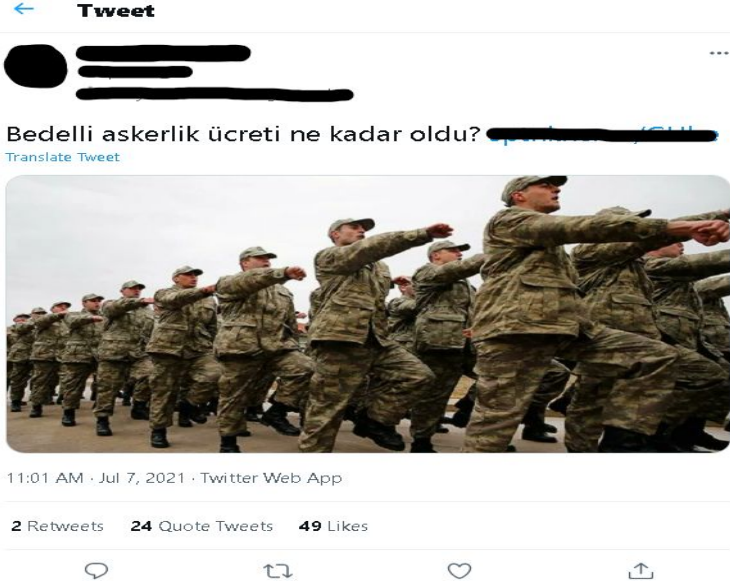 Tweet
Bedelli askerlik ücreti ne kadar oldu?
Translate Tweet
11:01 AM · Jul 7, 2021 · Twitter Web App
2 Retweets 24 Quote Tweets 49 Likes